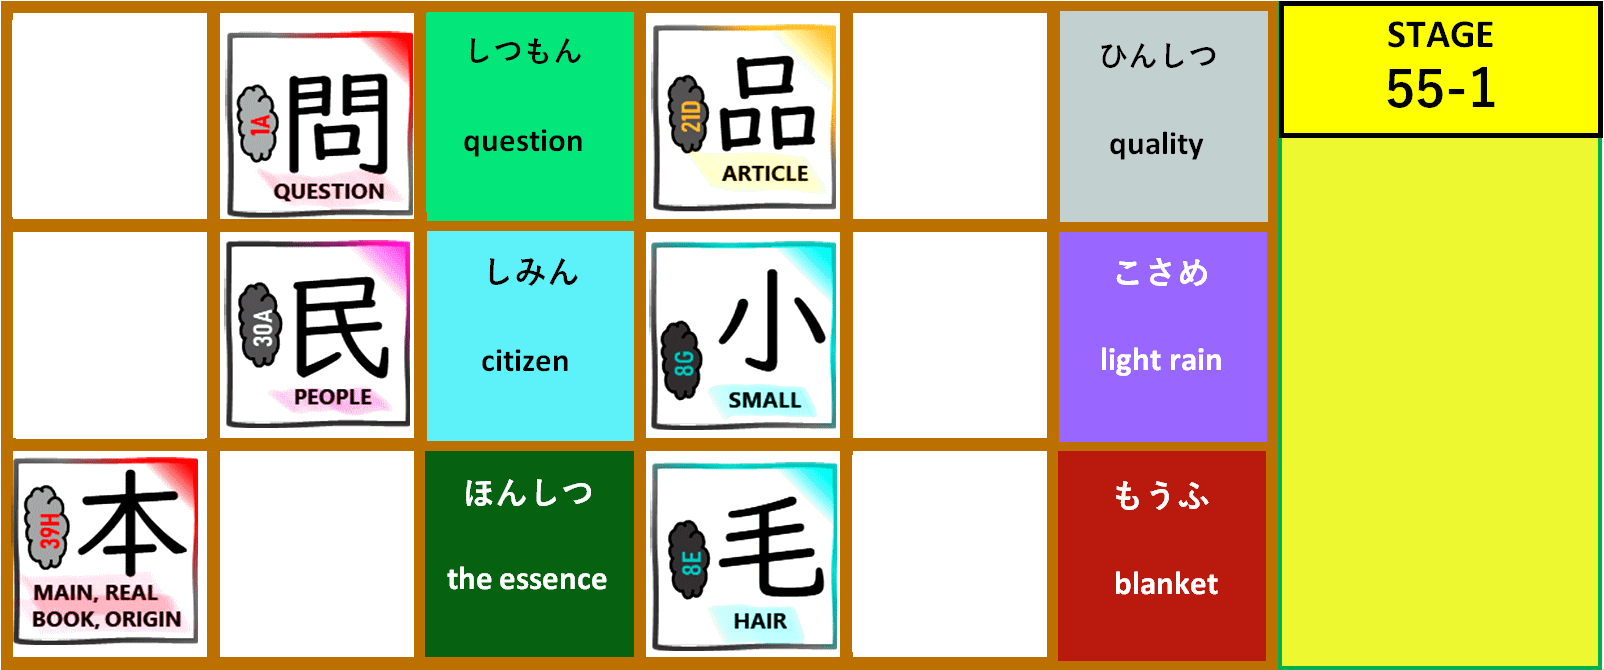 1A
問
QUESTION
しつもん
question
21D
品
ARTICLE
ひんしつ
quality
STAGE
55-1
30A
民
PEOPLE
しみん
citizen
8G
小
SMALL
こさめ
light rain
39H
本
MAIN, REAL
BOOK, ORIGIN
ほんしつ
the essence
8E
毛
HAIR
もうふ
blanket